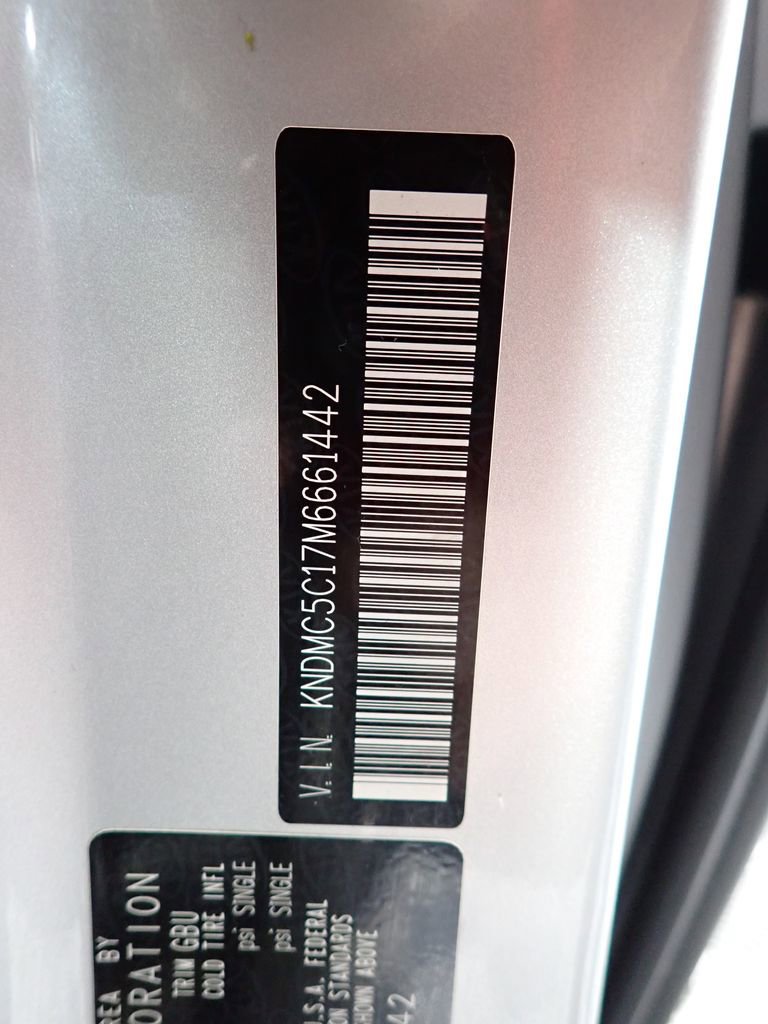 V.I.N. KNDMC5C17M6661442
REA BY
ORATION
TRIM GBU
COLD TIRE INFL
psi SINGLE
psi SINGLE
U.S.A. FEDERAL
ON STANDARDS
SHOWN ABOVE
42